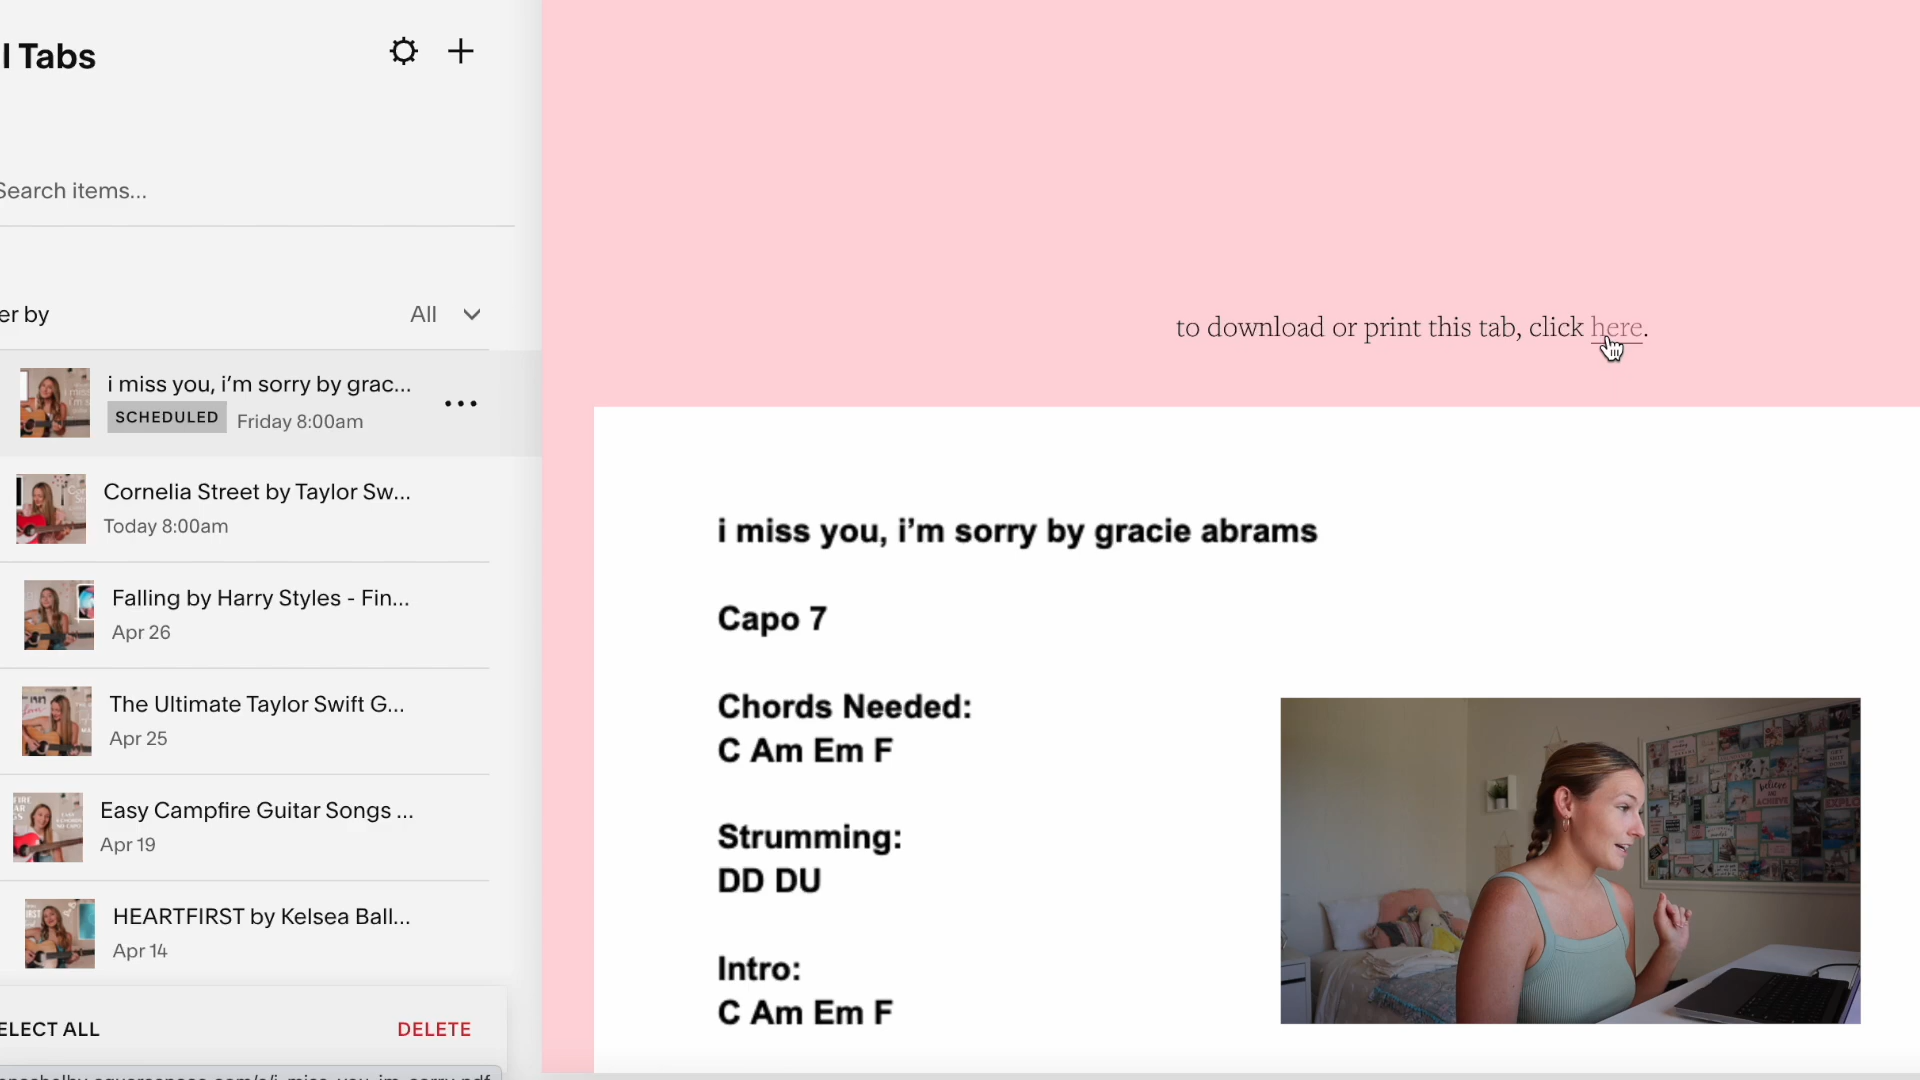 l Tabs
Search items...
er by
All
i miss you, i'm sorry by grac...
SCHEDULED
Friday 8:00am
Cornelia Street by Taylor Sw...
Today 8:00am
Falling by Harry Styles - Fin...
Apr 26
The Ultimate Taylor Swift G...
Apr 25
Easy Campfire Guitar Songs ...
Apr 19
HEARTFIRST by Kelsea Ball...
Apr 14
ELECT ALL
DELETE
to download or print this tab, click here.
i miss you, i'm sorry by gracie abrams
Capo 7
Chords Needed:
C Am Em F
Strumming:
DD DU
Intro:
C Am Em F
believe
ACHIEVE